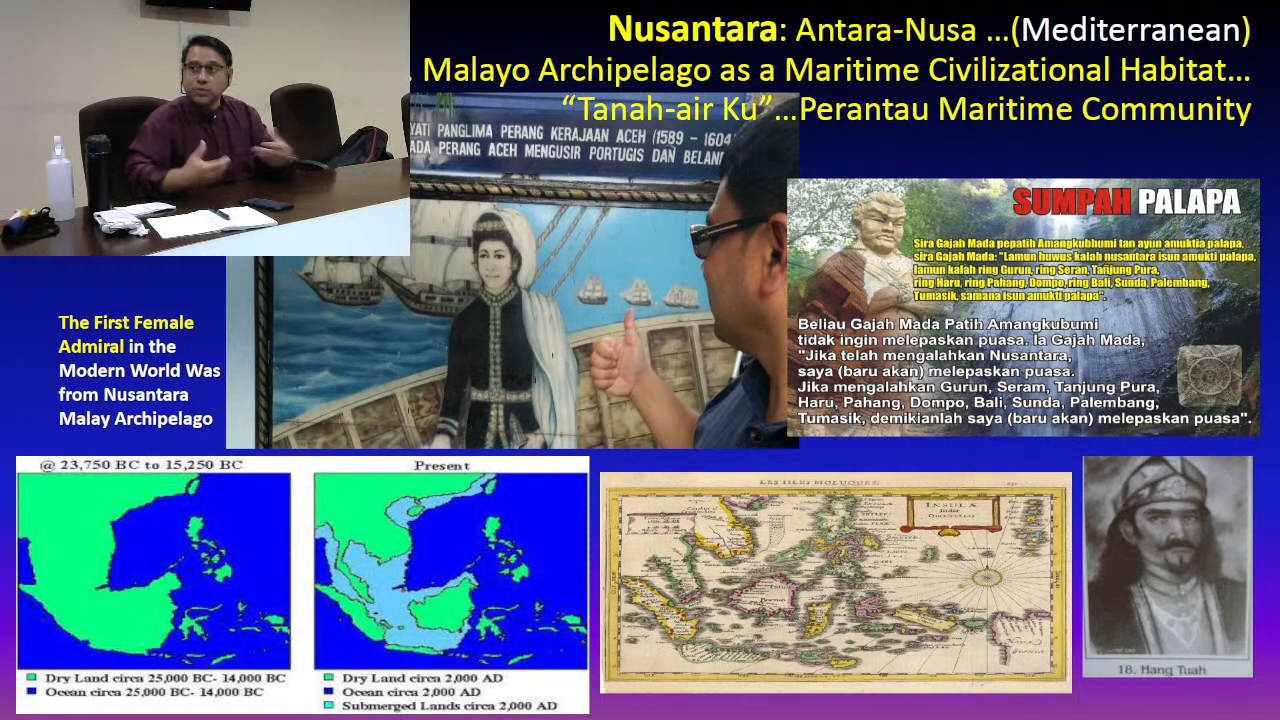 Nusantara: Antara-Nusa …(Mediterranean)
. Malayo Archipelago as a Maritime Civilizational Habitat…
“Tanah-air Ku”…Perantau Maritime Community
YATI PANGLIMA PERANG KERAJAAN ACEH (1589 - 1604
ADA PERANG ACEH MENGUSIR PORTUGIS DAN BELAN
SUMPAH PALAPA
Sira Gajah Mada pepatih Amangkubhumi tan ayun amuktia palapa,
sira Gajah Mada: "Lamun huwus kalah nusantara isun amukti palapa,
lamun kalah ring Gurun, ring Seran, Tañjung Pura,
ring Haru, ring Pahang, Dompo, ring Bali, Sunda, Palembang,
Tumasik, samana isun amukti palapa".
Beliau Gajah Mada Patih Amangkubumi
tidak ingin melepaskan puasa. Ia Gajah Mada,
"Jika telah mengalahkan Nusantara,
saya (baru akan) melepaskan puasa.
Jika mengalahkan Gurun, Seram, Tanjung Pura,
Haru, Pahang, Dompo, Bali, Sunda, Palembang,
Tumasik, demikianlah saya (baru akan) melepaskan puasa".
The First Female
Admiral in the
Modern World Was
from Nusantara
Malay Archipelago
@ 23,750 BC to 15,250 BC
Present
Dry Land circa 25,000 BC- 14,000 BC
Ocean circa 25,000 BC- 14,000 BC
Dry Land circa 2,000 AD
Ocean circa 2,000 AD
Submerged Lands circa 2,000 AD
LES ISLES MOLUQUES
INSULÆ
Borneo
18. Hang Tuah